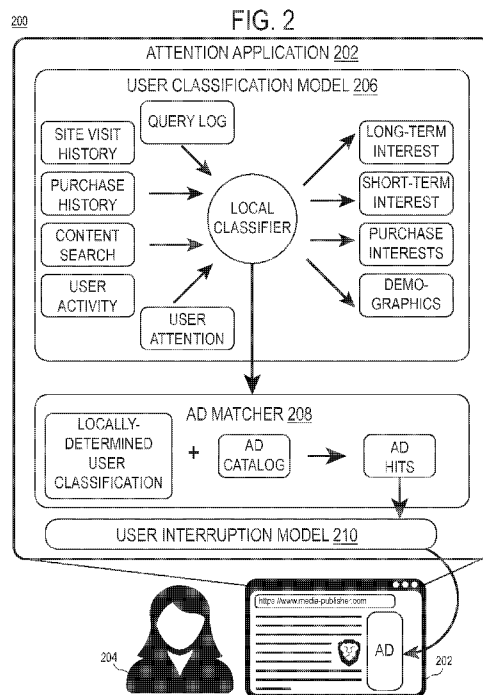 200
FIG. 2
ATTENTION APPLICATION 202
USER CLASSIFICATION MODEL 206
QUERY LOG
SITE VISIT
HISTORY
PURCHASE
HISTORY
CONTENT
SEARCH
USER
ACTIVITY
USER
ATTENTION
LOCAL
CLASSIFIER
LONG-TERM
INTEREST
SHORT-TERM
INTEREST
PURCHASE
INTERESTS
DEMO-
GRAPHICS
AD MATCHER 208
LOCALLY-
DETERMINED
USER
CLASSIFICATION
+
AD
CATALOG
AD
HITS
USER INTERRUPTION MODEL 210
https://www.media-publisher.com
AD
204
202